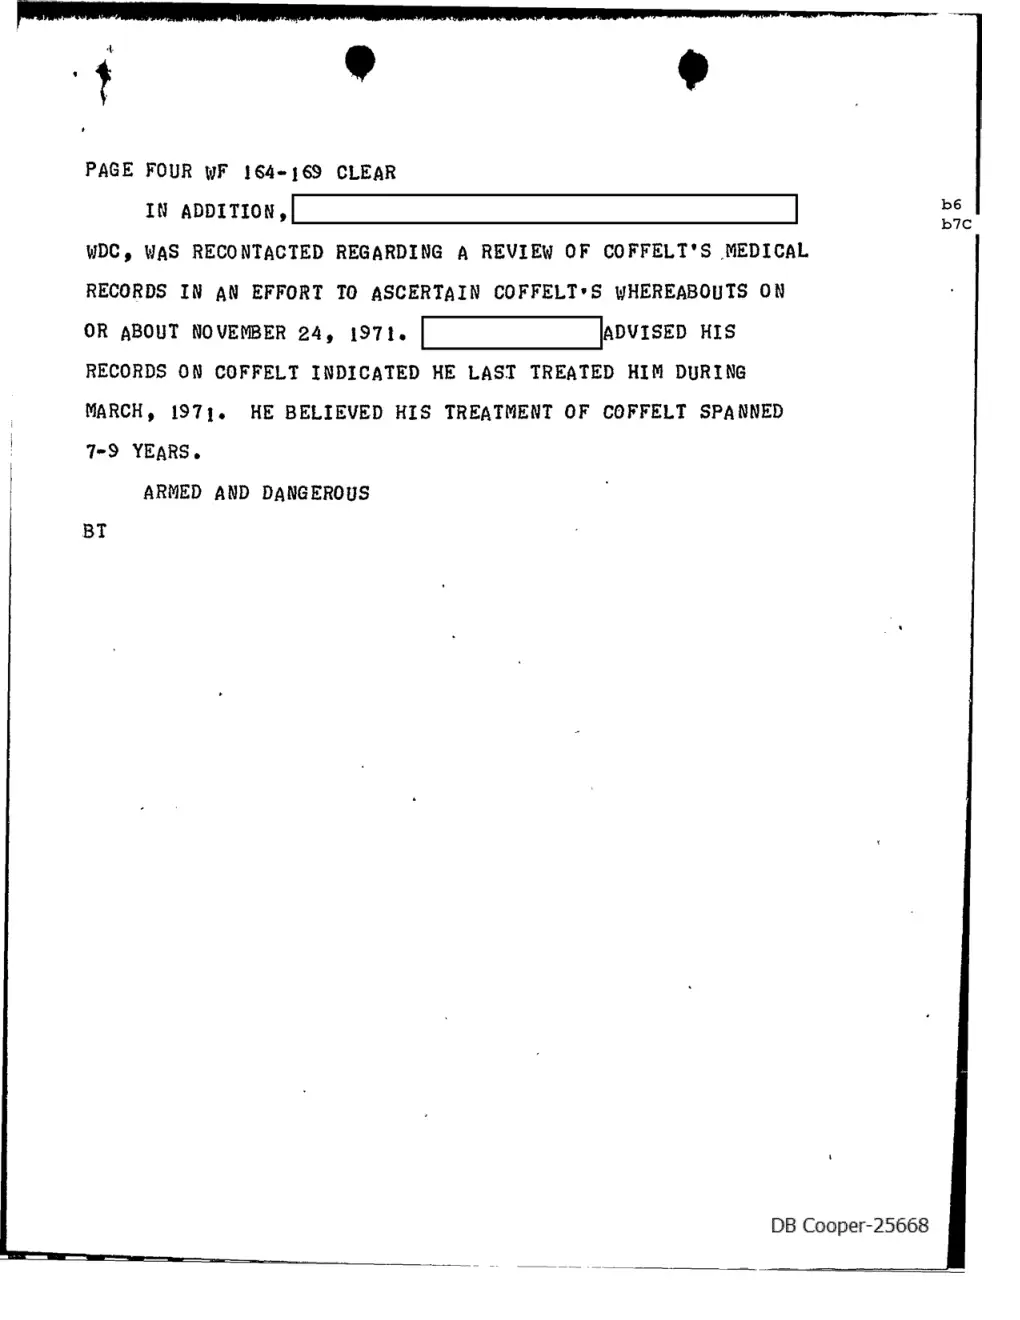 PAGE FOUR WF 164-169 CLEAR
IN ADDITION,
b6
b7C
WDC, WAS RECONTACTED REGARDING A REVIEW OF COFFELT'S MEDICAL
RECORDS IN AN EFFORT TO ASCERTAIN COFFELT'S WHEREABOUTS ON
OR ABOUT NOVEMBER 24, 1971. ADVISED HIS
RECORDS ON COFFELT INDICATED HE LAST TREATED HIM DURING
MARCH, 1971. HE BELIEVED HIS TREATMENT OF COFFELT SPANNED
7-9 YEARS.
ARMED AND DANGEROUS
BT
DB Cooper-25668